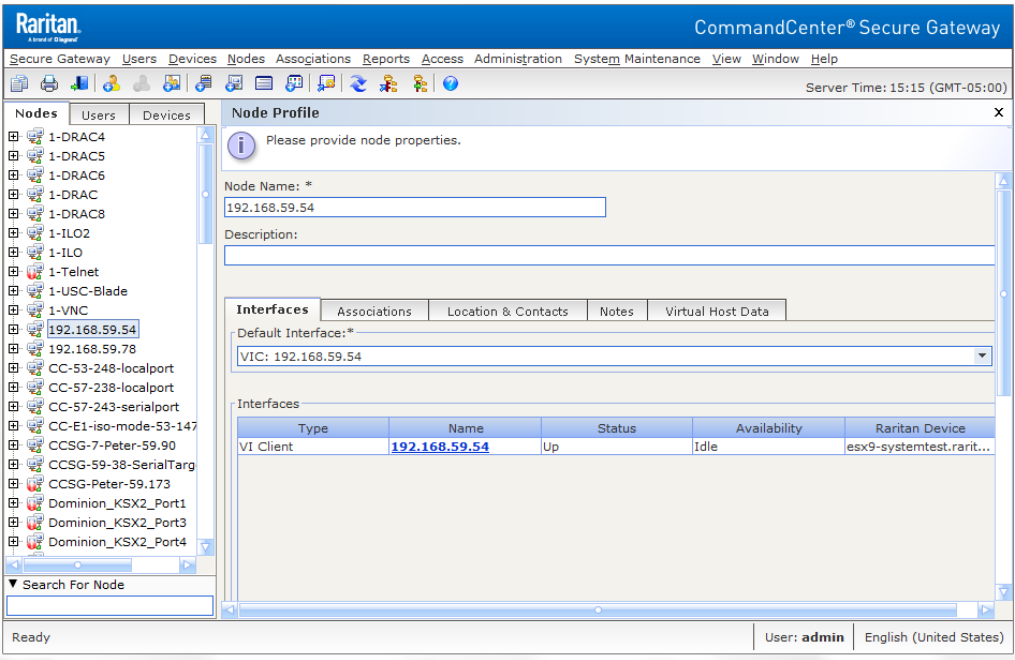 Raritan.
A brand of legrand
CommandCenter® Secure Gateway
Secure Gateway Users Devices Nodes Associations Reports Access Administration System Maintenance View Window Help
Server Time: 15:15 (GMT-05:00)
Nodes Users Devices
1-DRAC4
1-DRAC5
1-DRAC6
1-DRAC
1-DRAC8
1-ILO2
1-ILO
1-Telnet
1-USC-Blade
1-VNC
192.168.59.54
192.168.59.78
CC-53-248-localport
CC-57-238-localport
CC-57-243-serialport
CC-E1-iso-mode-53-147
CCSG-7-Peter-59.90
CCSG-59-38-SerialTarg
CCSG-Peter-59.173
Dominion_KSX2_Port1
Dominion_KSX2_Port3
Dominion_KSX2_Port4
Search For Node
Node Profile x
Please provide node properties.
Node Name: *
192.168.59.54
Description:
Interfaces Associations Location & Contacts Notes Virtual Host Data
Default Interface:*
VIC: 192.168.59.54
Interfaces
Type Name Status Availability Raritan Device
VI Client 192.168.59.54 Up Idle esx9-systemtest.rarit...
Ready
User: admin
English (United States)